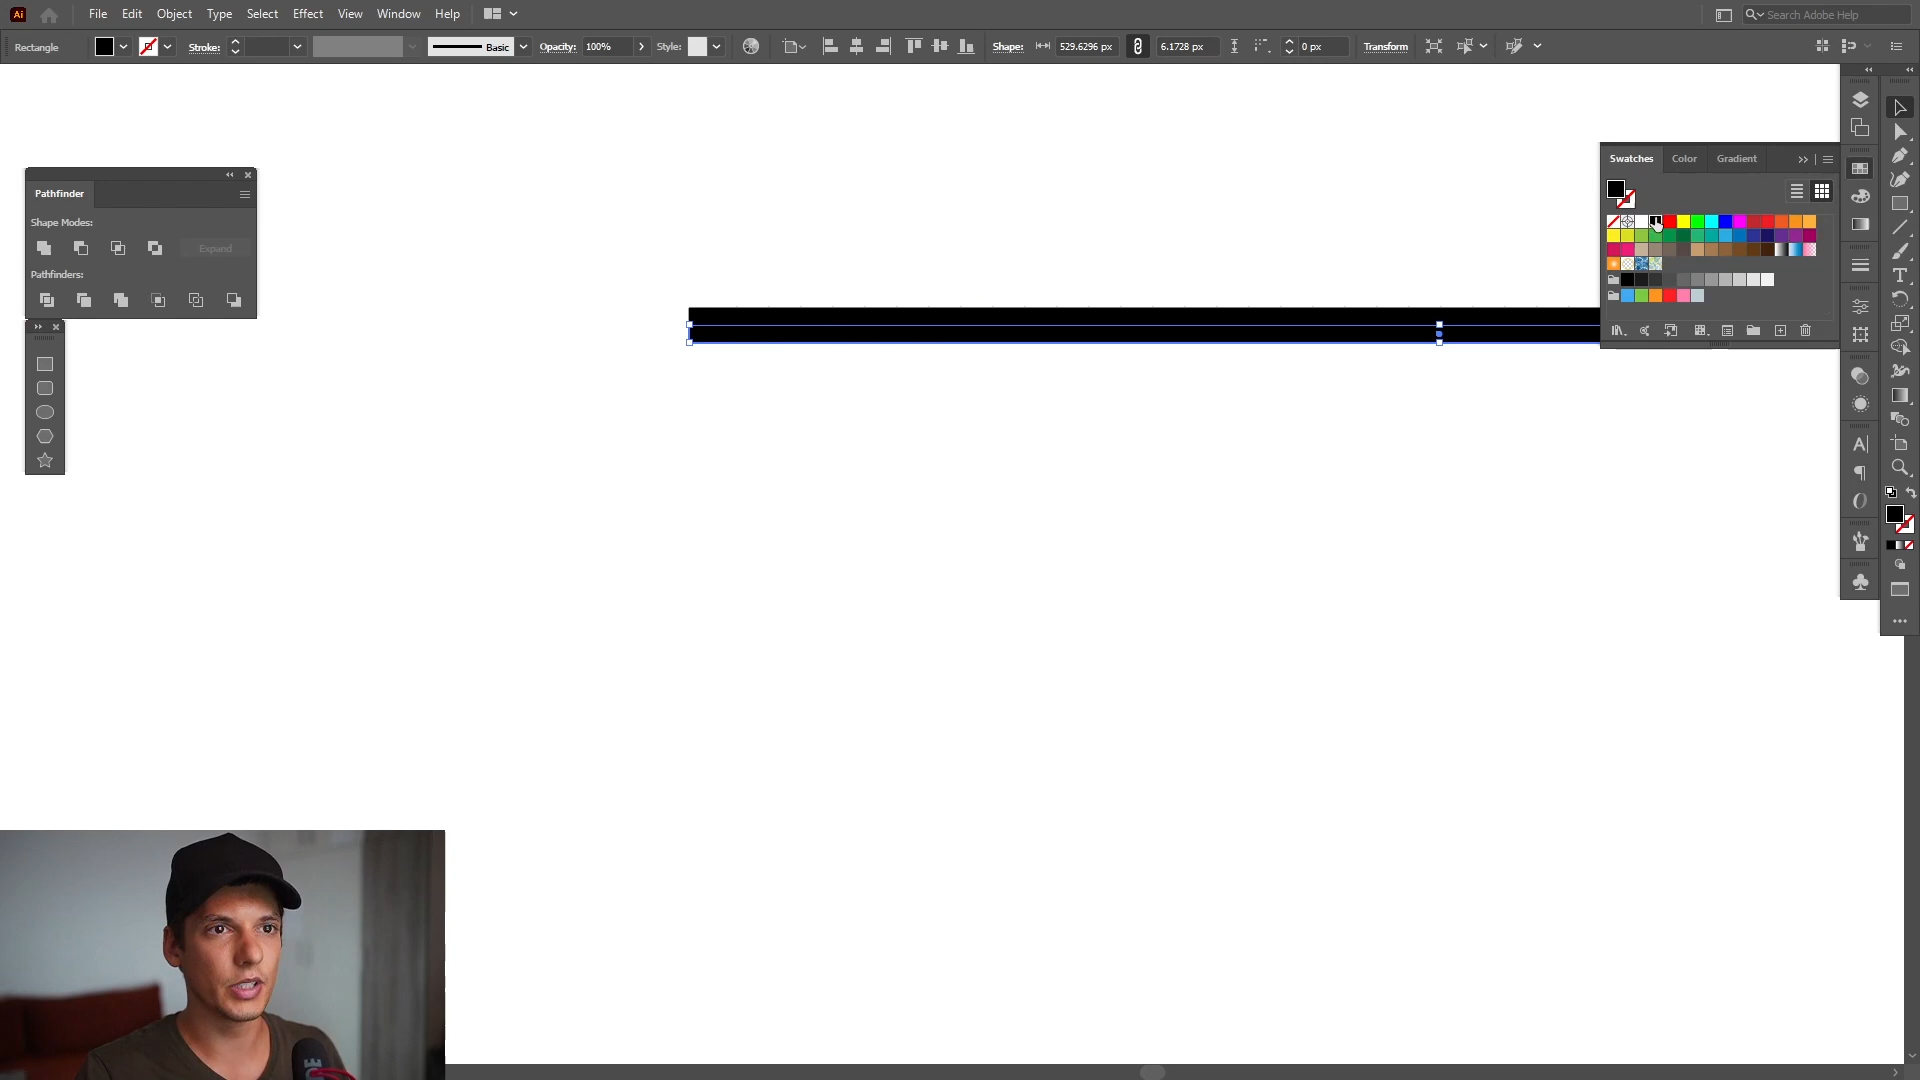 Ai
File Edit Object Type Select Effect View Window Help
Search Adobe Help
Rectangle
Stroke:
Basic
Opacity: 100%
Style:
Shape: 529.6296 px 6.1728 px 0 px Transform
Swatches Color Gradient
Pathfinder
Shape Modes:
Expand
Pathfinders: